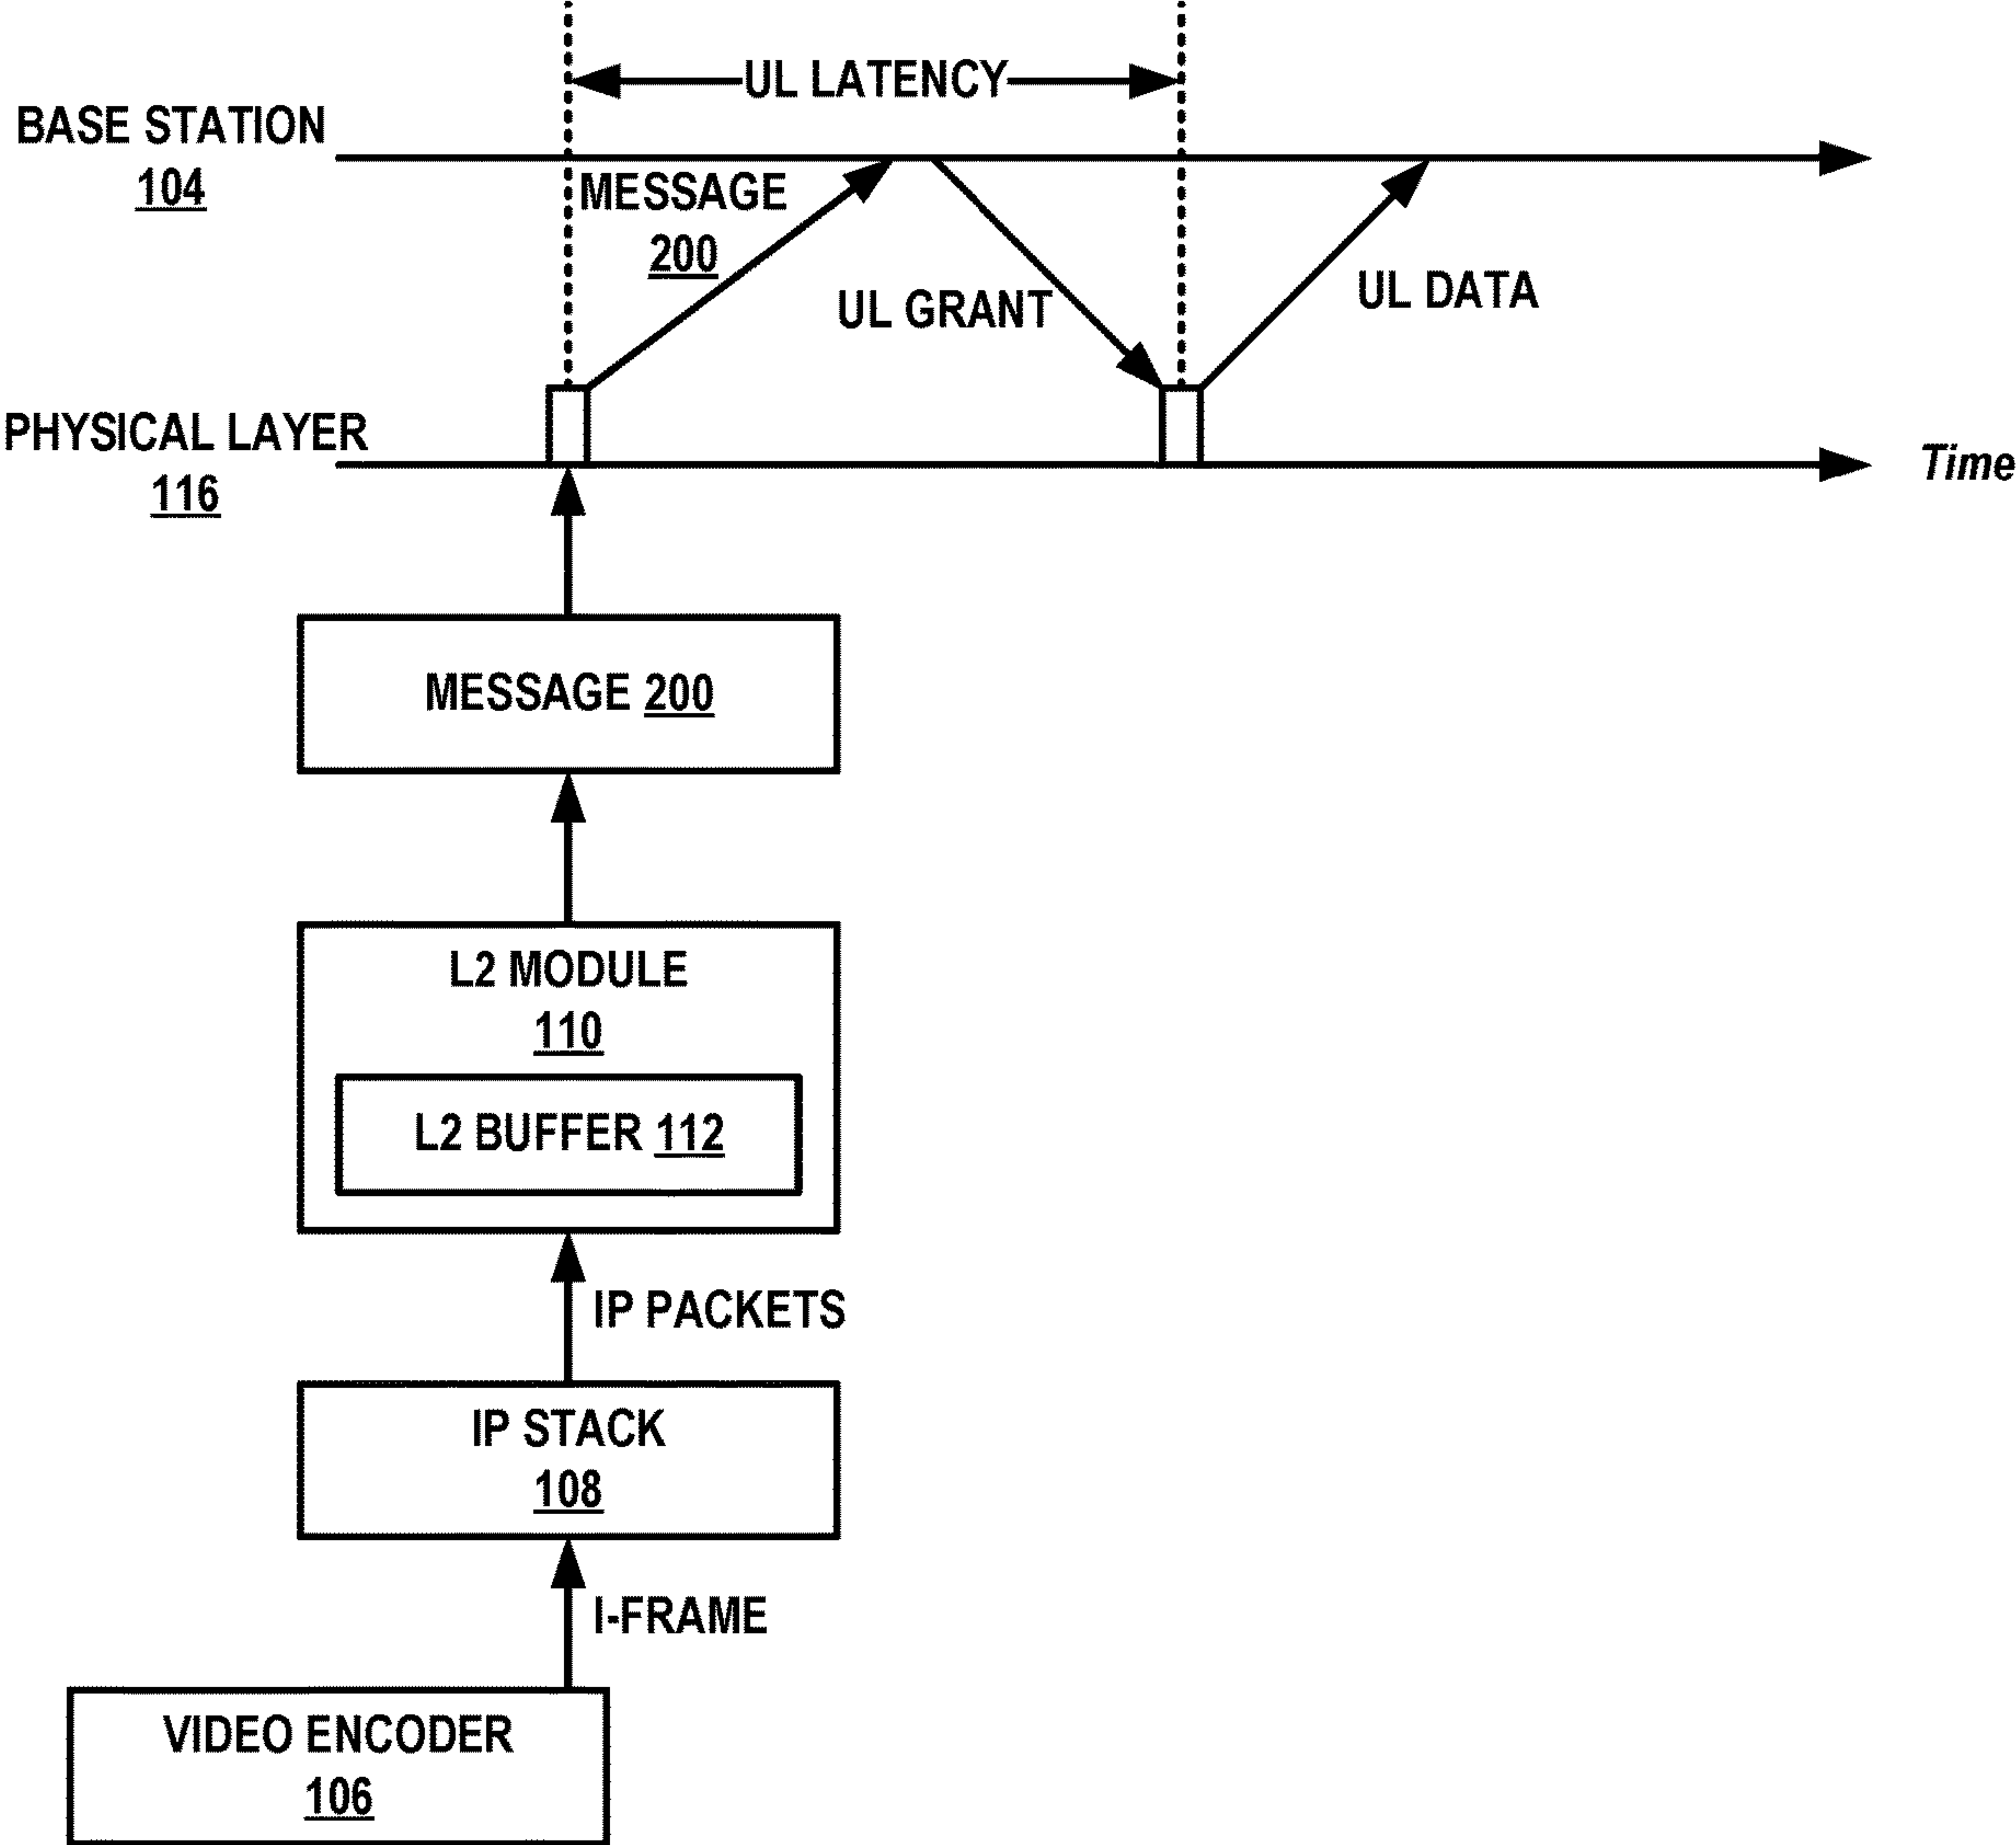 UL LATENCY
BASE STATION
104
MESSAGE
200
UL GRANT
UL DATA
PHYSICAL LAYER
116
Time
MESSAGE 200
L2 MODULE
110
L2 BUFFER 112
IP PACKETS
IP STACK
108
I-FRAME
VIDEO ENCODER
106